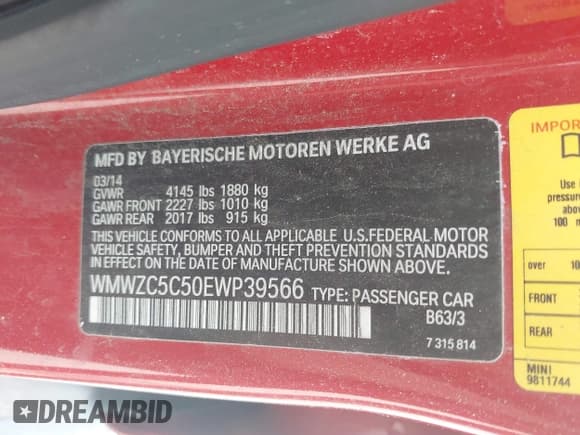 MFD BY BAYERISCHE MOTOREN WERKE AG
03/14
GVWR 4145 lbs 1880 kg
GAWR FRONT 2227 lbs 1010 kg
GAWR REAR 2017 lbs 915 kg
THIS VEHICLE CONFORMS TO ALL APPLICABLE U.S.FEDERAL MOTOR
VEHICLE SAFETY, BUMPER AND THEFT PREVENTION STANDARDS
IN EFFECT ON THE DATE OF MANUFACTURE SHOWN ABOVE.
WMWZC5C50EWP39566 TYPE: PASSENGER CAR
B63/3
7 315 814
IMPOR
Use
pressure
abov
100 m
over 10
FRONT
REAR
MINI
9811744
DREAMBID